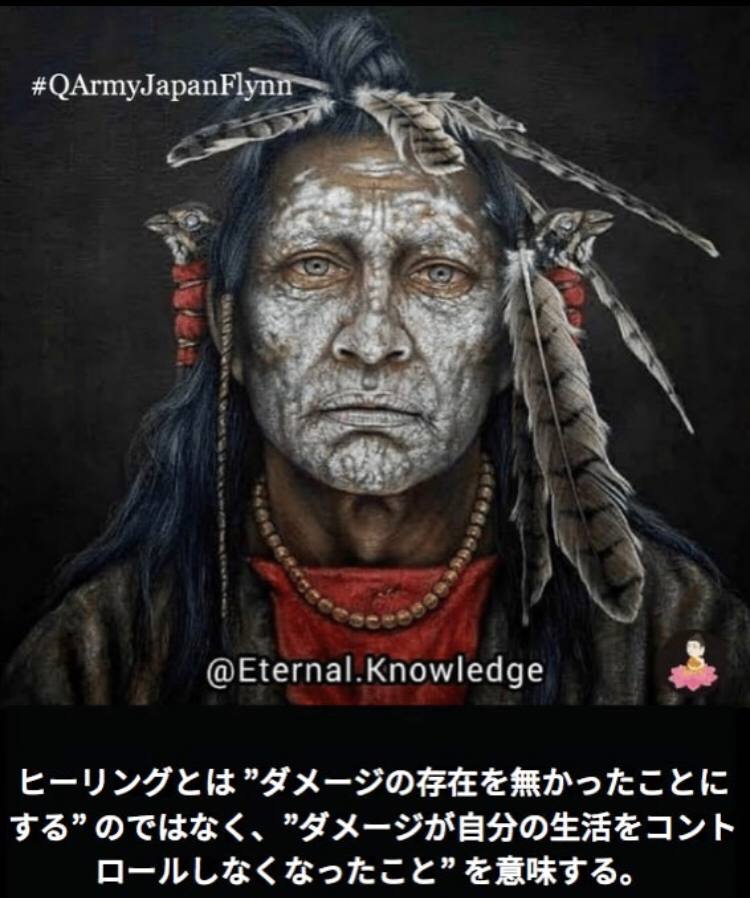 #QArmyJapanFlynn
@Eternal.Knowledge
ヒーリングとは ”ダメージの存在を無かったことに
する” のではなく、”ダメージが自分の生活をコント
ロールしなくなったこと” を意味する。